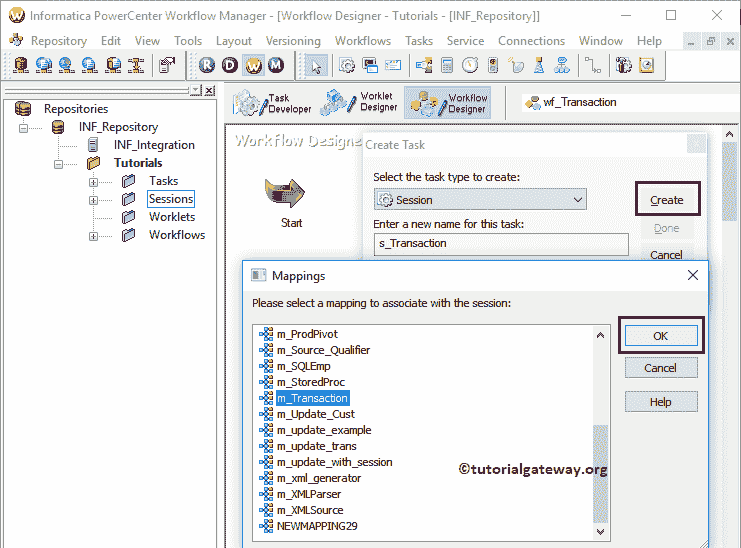 Informatica PowerCenter Workflow Manager - [Workflow Designer - Tutorials - [INF_Repository]]
Repository Edit View Tools Layout Versioning Workflows Tasks Service Connections Window Help
R D W M
Repositories
INF_Repository
INF_Integration
Tutorials
Tasks
Sessions
Worklets
Workflows
Task Developer
Worklet Designer
Workflow Designer
wf_Transaction
Workflow Designe
Start
Create Task
Select the task type to create:
Session
Create
Enter a new name for this task:
Done
s_Transaction
Cancel
Mappings
Please select a mapping to associate with the session:
m_ProdPivot
m_Source_Qualifier
m_SQLEmp
m_StoredProc
m_Transaction
m_Update_Cust
m_update_example
m_update_trans
m_update_with_session
m_xml_generator
m_XMLParser
m_XMLSource
NEWMAPPING29
OK
Cancel
Help
©tutorialgateway.org